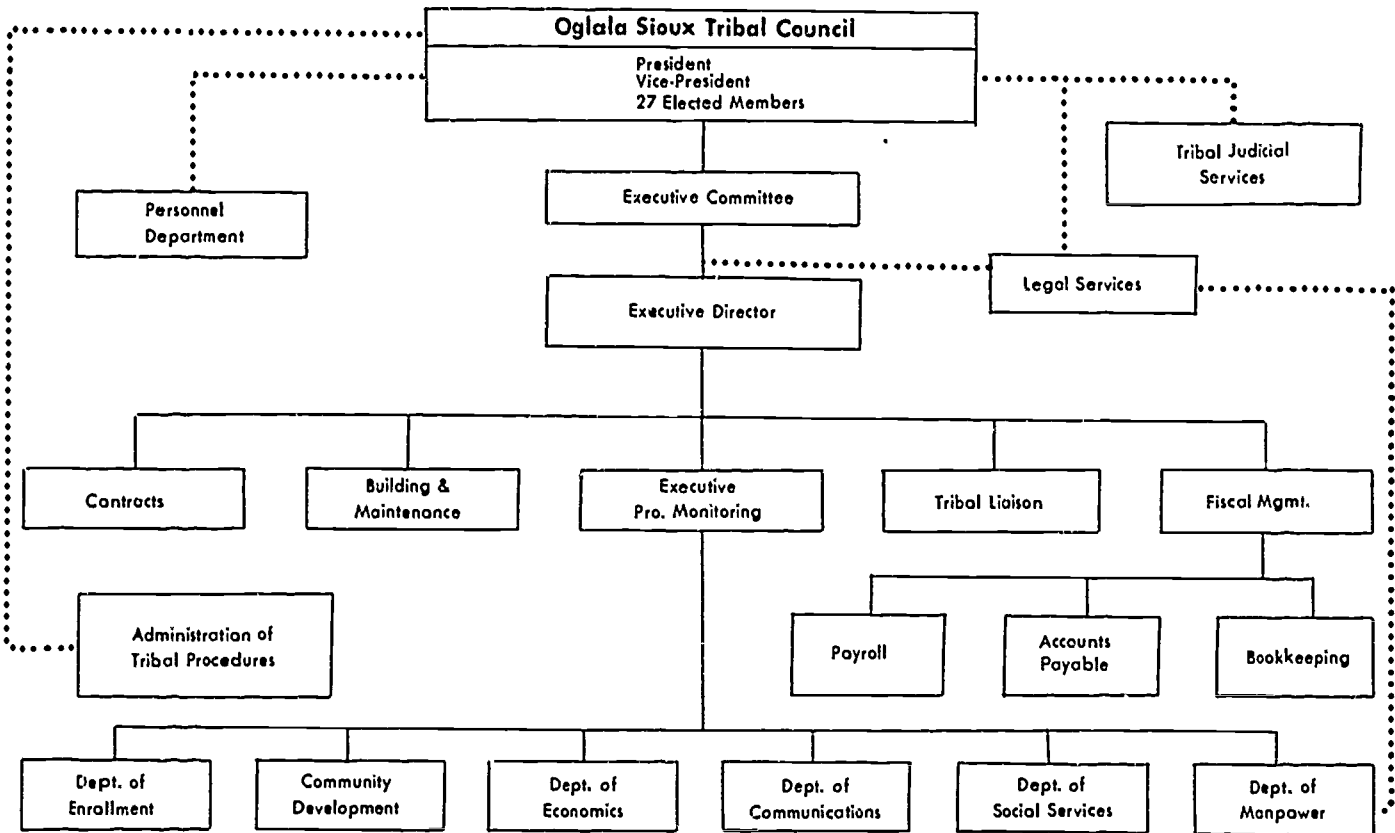 Oglala Sioux Tribal Council
President
Vice-President
27 Elected Members
Tribal Judicial
Services
Executive Committee
Personnel
Department
Legal Services
Executive Director
Contracts
Building &
Maintenance
Executive
Pro. Monitoring
Tribal Liaison
Fiscal Mgmt.
Administration of
Tribal Procedures
Payroll
Accounts
Payable
Bookkeeping
Dept. of
Enrollment
Community
Development
Dept. of
Economics
Dept. of
Communications
Dept. of
Social Services
Dept. of
Manpower